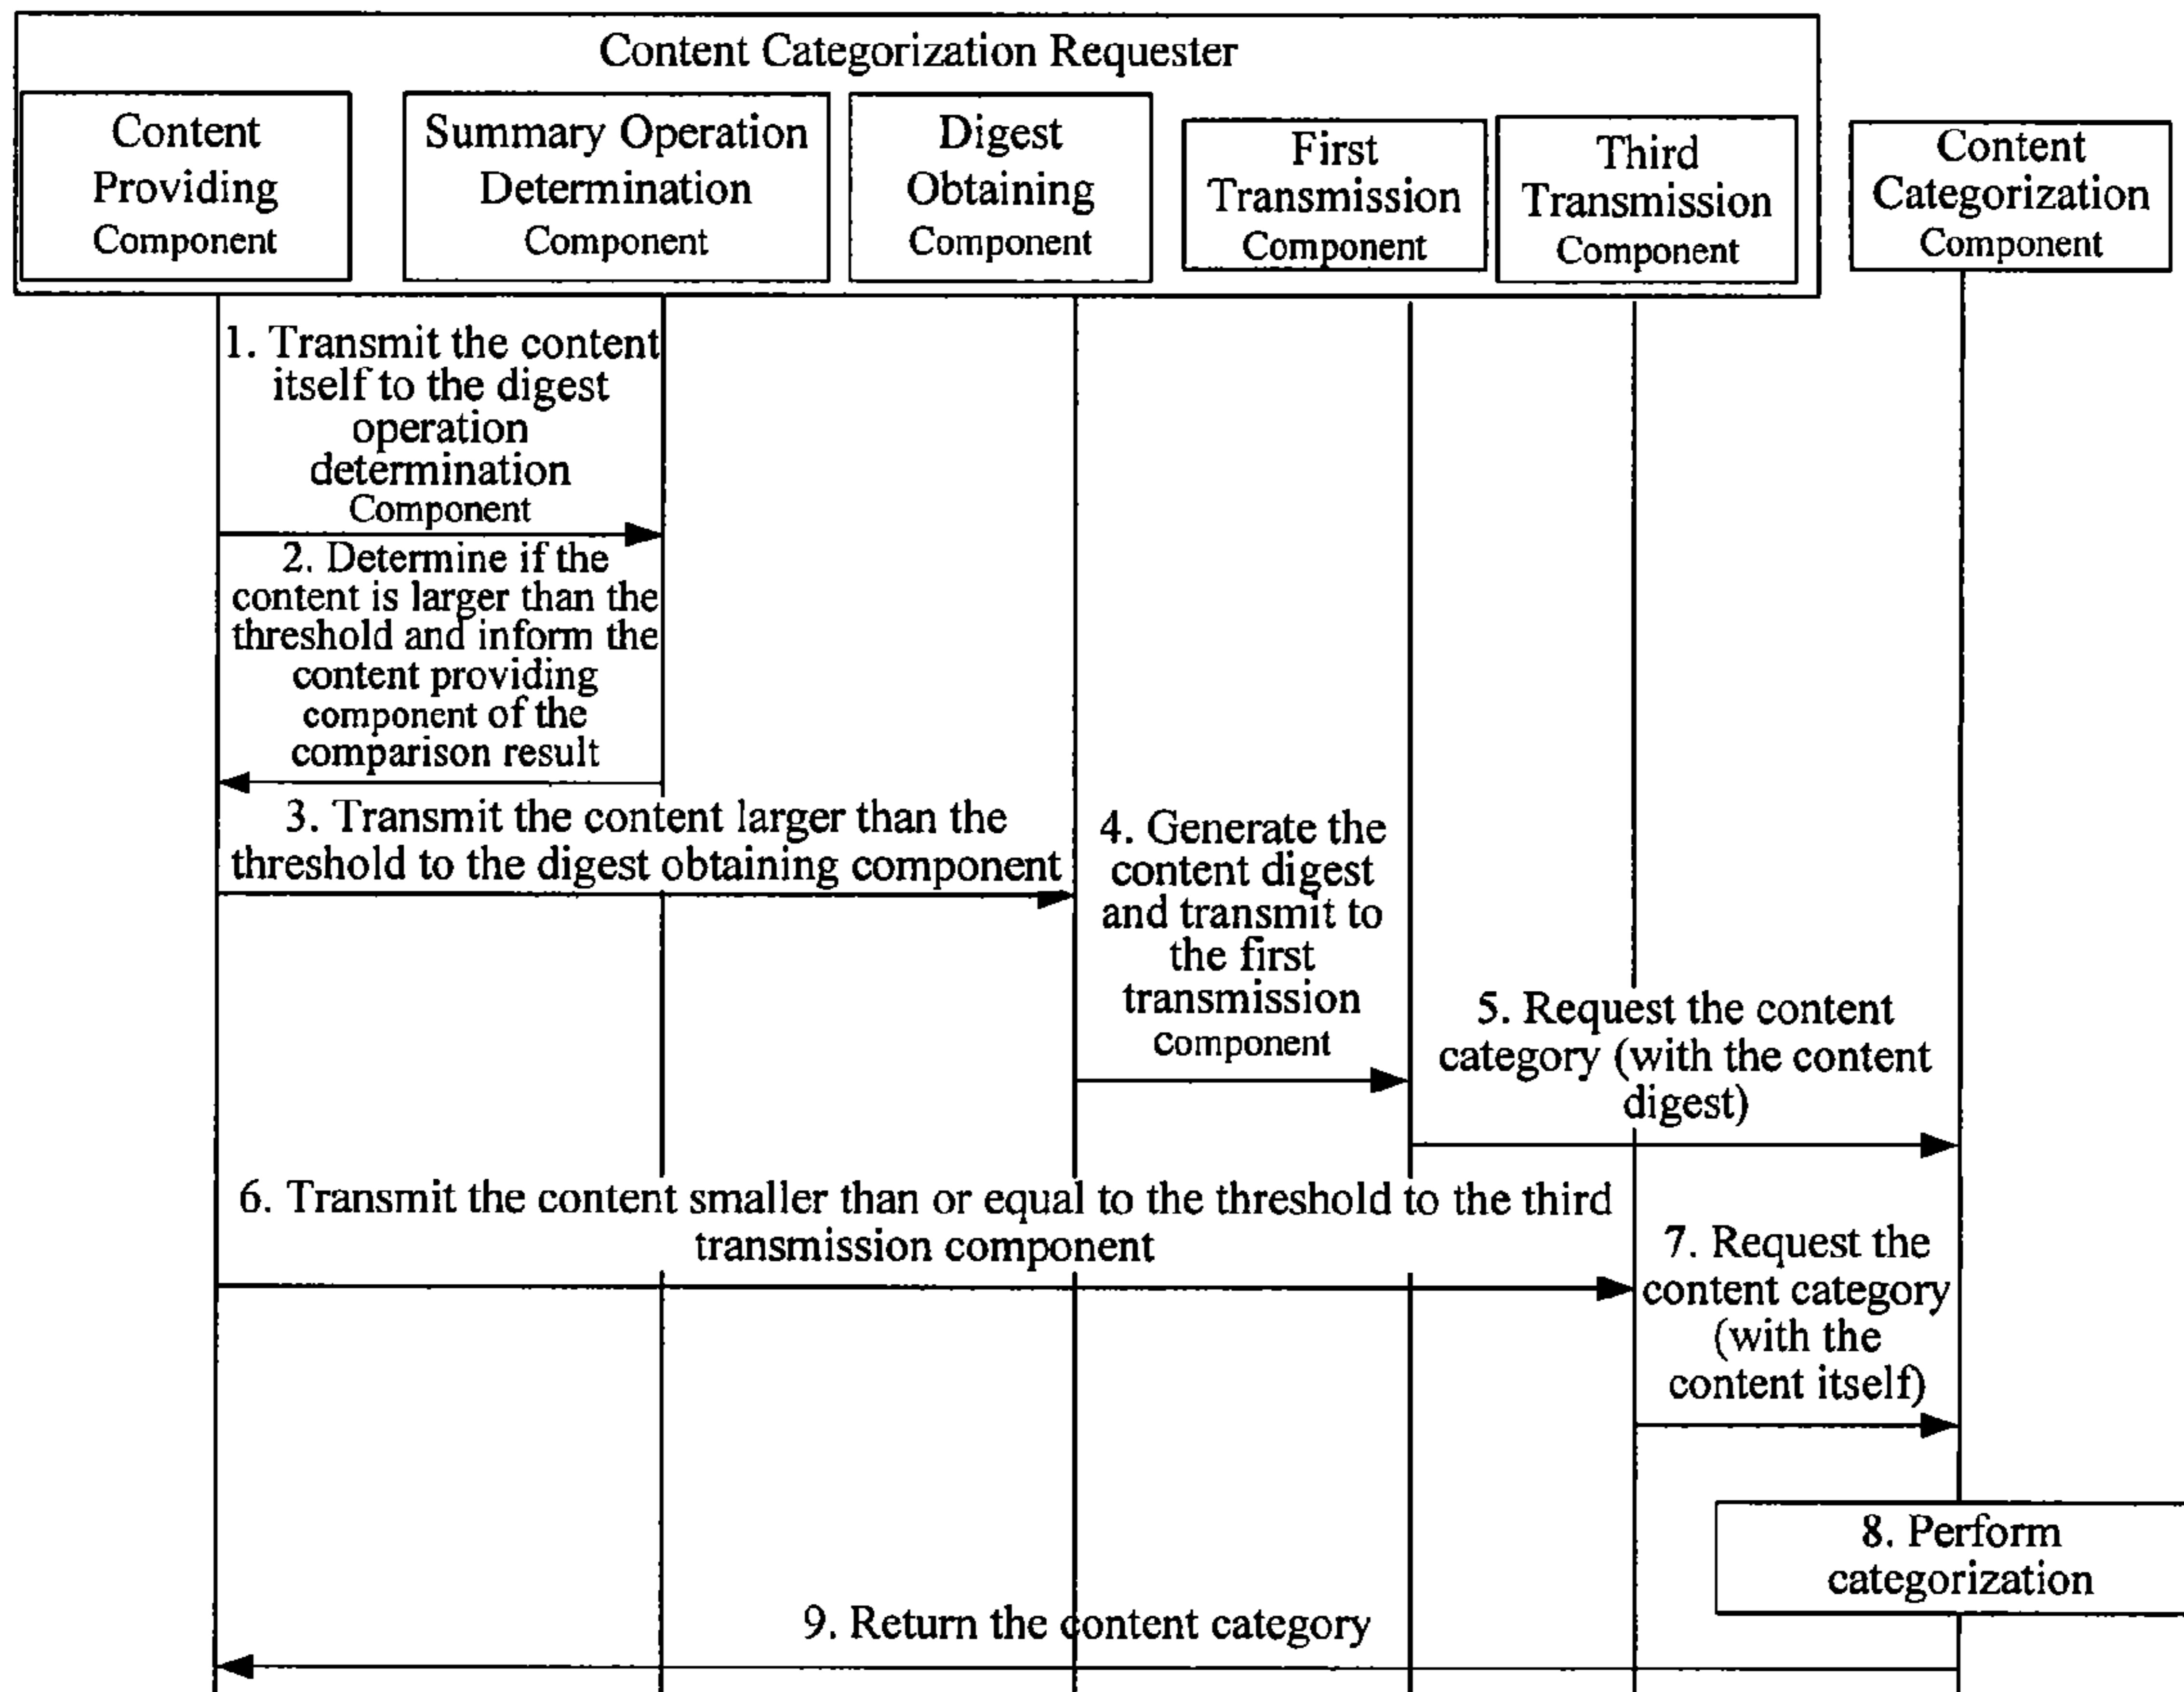 Content Categorization Requester
Content
Providing
Component
Summary Operation
Determination
Component
Digest
Obtaining
Component
First
Transmission
Component
Third
Transmission
Component
Content
Categorization
Component
1. Transmit the content
itself to the digest
operation
determination
Component
2. Determine if the
content is larger than the
threshold and inform the
content providing
component of the
comparison result
3. Transmit the content larger than the
threshold to the digest obtaining component
4. Generate the
content digest
and transmit to
the first
transmission
component
5. Request the content
category (with the content
digest)
6. Transmit the content smaller than or equal to the threshold to the third
transmission component
7. Request the
content category
(with the
content itself)
8. Perform
categorization
9. Return the content category